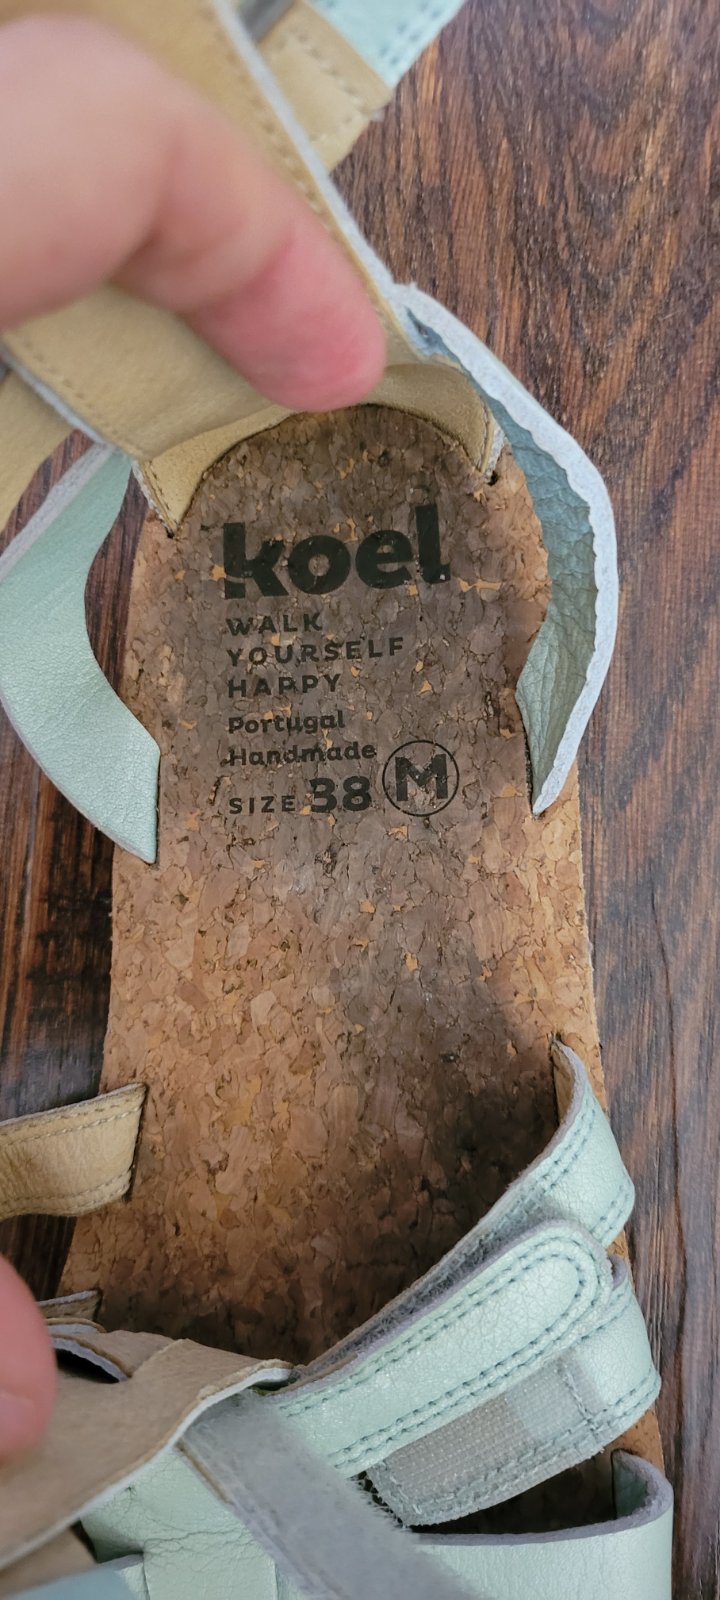 koel
WALK
YOURSELF
HAPPY
Portugal
Handmade
SIZE 38 M